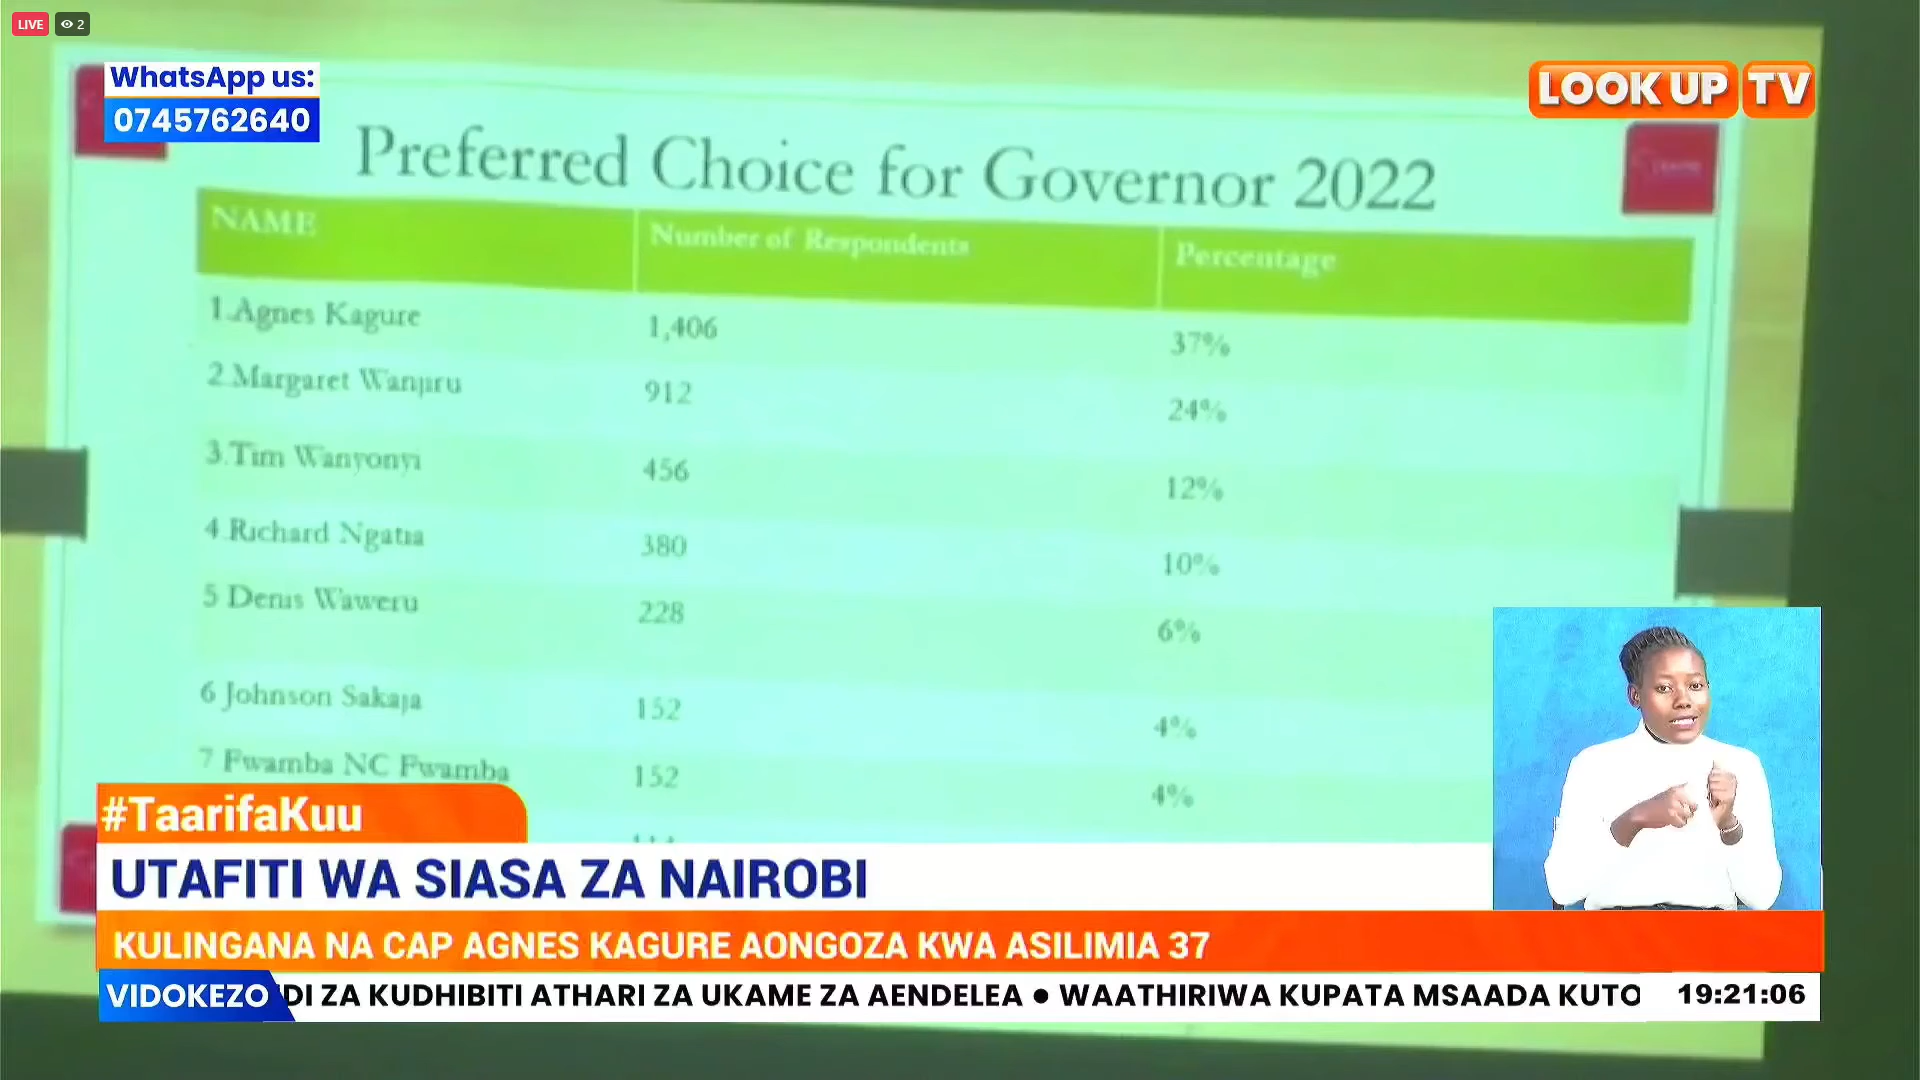 LIVE 2
WhatsApp us:
0745762640
LOOK UP TV
Preferred Choice for Governor 2022
NAME Number of Respondents Percentage
1.Agnes Kagure 1,406 37%
2.Margaret Wanjiru 912 24%
3.Tim Wanyonyi 456 12%
4 Richard Ngatia 380 10%
5 Denis Waweru 228 6%
6 Johnson Sakaja 152 4%
7 Fwamba NC Fwamba 152 4%
#TaarifaKuu
UTAFITI WA SIASA ZA NAIROBI
KULINGANA NA CAP AGNES KAGURE AONGOZA KWA ASILIMIA 37
VIDOKEZO DI ZA KUDHIBITI ATHARI ZA UKAME ZA AENDELEA ● WAATHIRIWA KUPATA MSAADA KUTO 19:21:06